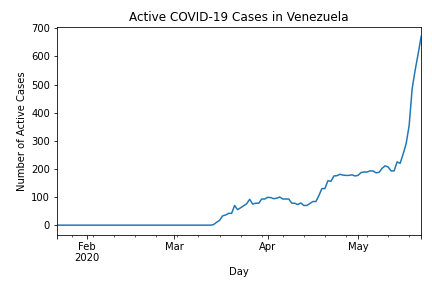 Active COVID-19 Cases in Venezuela
700
600
500
400
300
200
100
0
Number of Active Cases
Feb
2020
Mar
Apr
May
Day